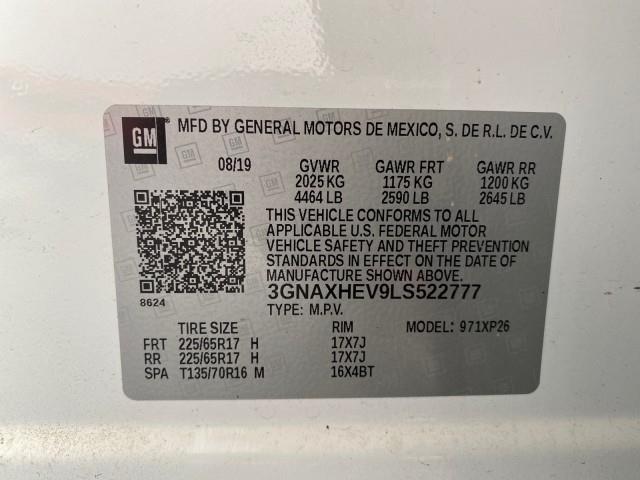 GM ® MFD BY GENERAL MOTORS DE MEXICO, S. DE R.L. DE C.V.
08/19 GVWR GAWR FRT GAWR RR
2025 KG 1175 KG 1200 KG
4464 LB 2590 LB 2645 LB
THIS VEHICLE CONFORMS TO ALL
APPLICABLE U.S. FEDERAL MOTOR
VEHICLE SAFETY AND THEFT PREVENTION
STANDARDS IN EFFECT ON THE DATE
OF MANUFACTURE SHOWN ABOVE.
8624 3GNAXHEV9LS522777
TYPE: M.P.V.
TIRE SIZE RIM MODEL: 971XP26
FRT 225/65R17 H 17X7J
RR 225/65R17 H 17X7J
SPA T135/70R16 M 16X4BT